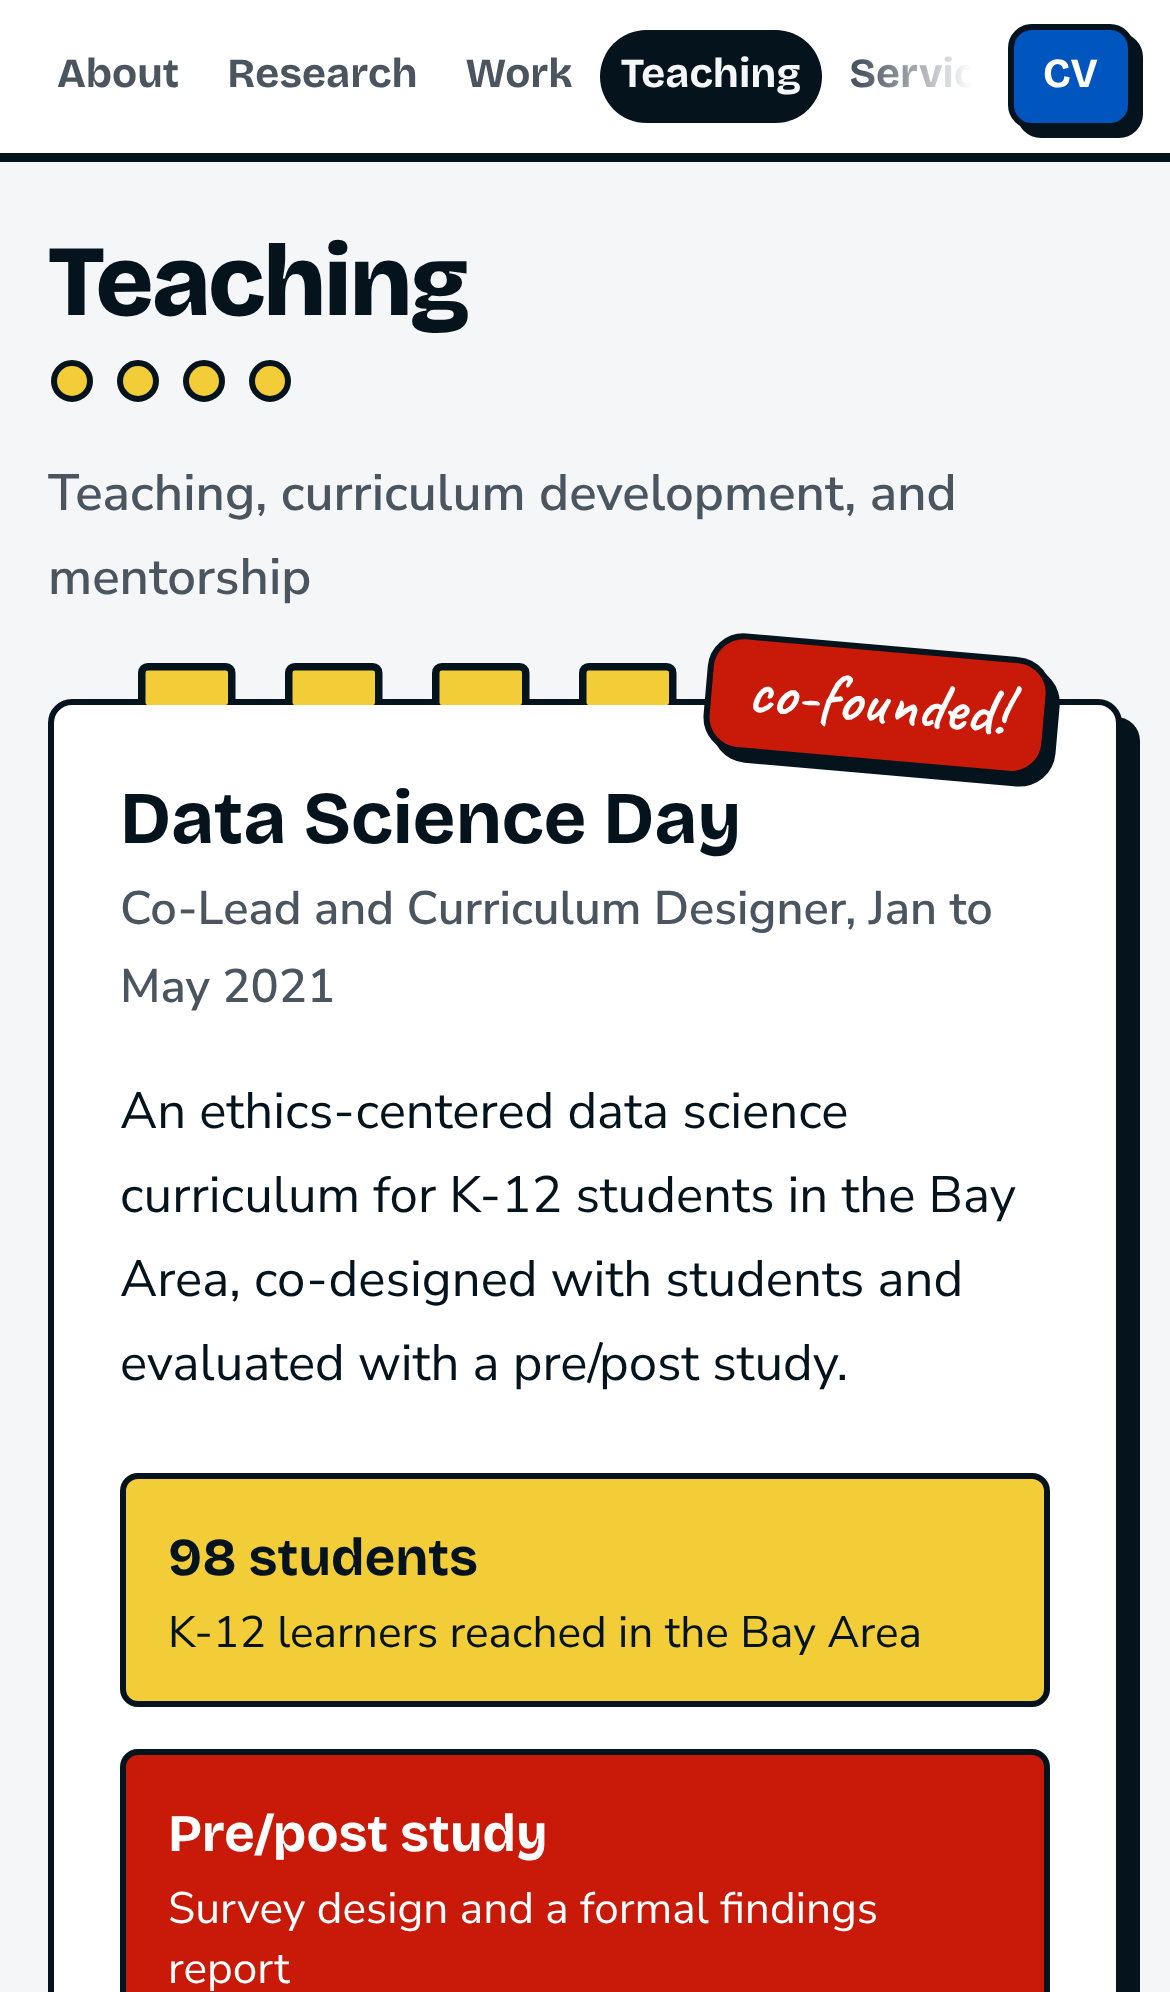 About Research Work Teaching Servic CV
Teaching
Teaching, curriculum development, and
mentorship
co-founded!
Data Science Day
Co-Lead and Curriculum Designer, Jan to
May 2021
An ethics-centered data science
curriculum for K-12 students in the Bay
Area, co-designed with students and
evaluated with a pre/post study.
98 students
K-12 learners reached in the Bay Area
Pre/post study
Survey design and a formal findings
report